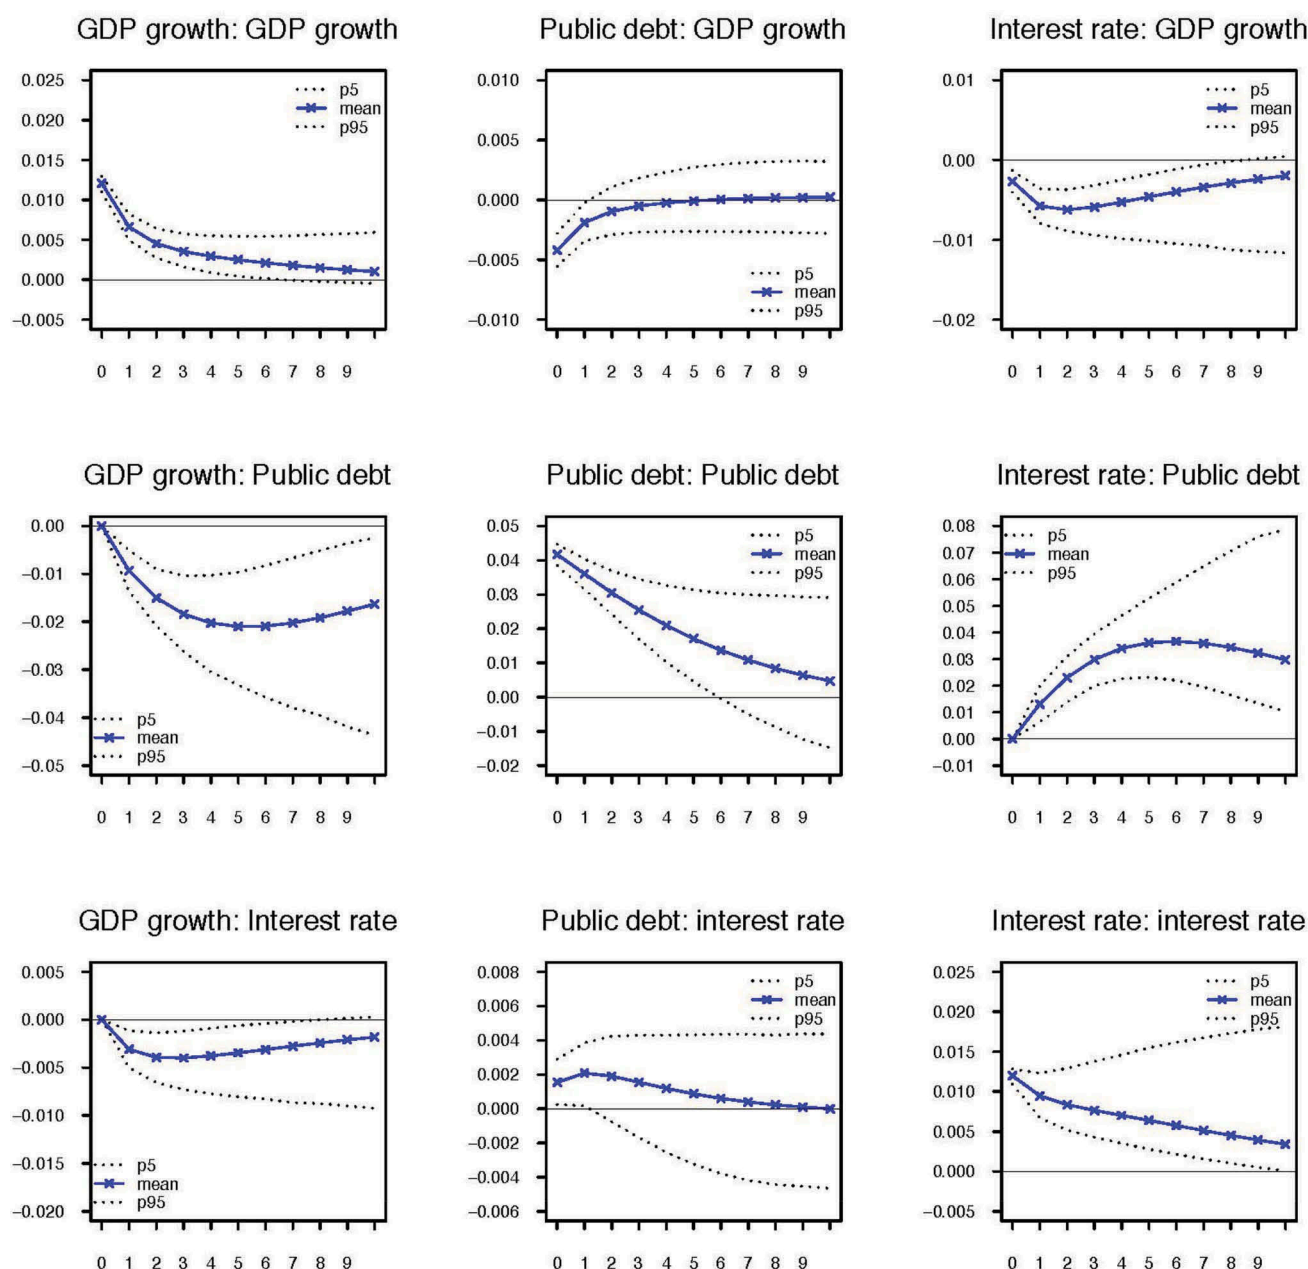 GDP growth: GDP growth
0.025
0.020
0.015
0.010
0.005
0.000
−0.005
p5
mean
p95
0 1 2 3 4 5 6 7 8 9
Public debt: GDP growth
0.010
0.005
0.000
−0.005
−0.010
p5
mean
p95
0 1 2 3 4 5 6 7 8 9
Interest rate: GDP growth
0.01
0.00
−0.01
−0.02
p5
mean
p95
0 1 2 3 4 5 6 7 8 9
GDP growth: Public debt
0.00
−0.01
−0.02
−0.03
−0.04
−0.05
p5
mean
p95
0 1 2 3 4 5 6 7 8 9
Public debt: Public debt
0.05
0.04
0.03
0.02
0.01
0.00
−0.01
−0.02
p5
mean
p95
0 1 2 3 4 5 6 7 8 9
Interest rate: Public debt
0.08
0.07
0.06
0.05
0.04
0.03
0.02
0.01
0.00
−0.01
p5
mean
p95
0 1 2 3 4 5 6 7 8 9
GDP growth: Interest rate
0.005
0.000
−0.005
−0.010
−0.015
−0.020
p5
mean
p95
0 1 2 3 4 5 6 7 8 9
Public debt: interest rate
0.008
0.006
0.004
0.002
0.000
−0.002
−0.004
−0.006
p5
mean
p95
0 1 2 3 4 5 6 7 8 9
Interest rate: interest rate
0.025
0.020
0.015
0.010
0.005
0.000
−0.005
p5
mean
p95
0 1 2 3 4 5 6 7 8 9